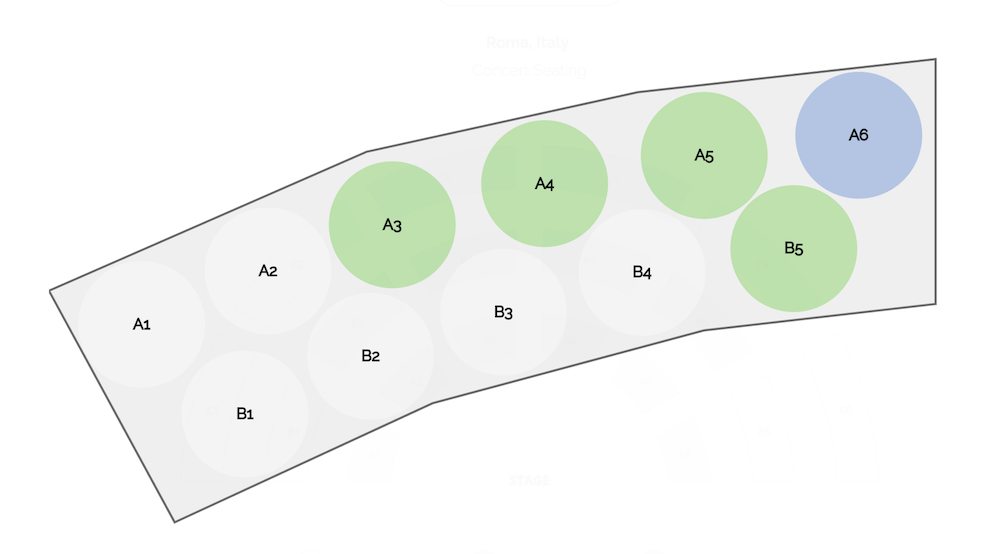 Roma, Italy
Concert Seating
A6
A5
A4
A3
A2
A1
B5
B4
B3
B2
B1
STAGE